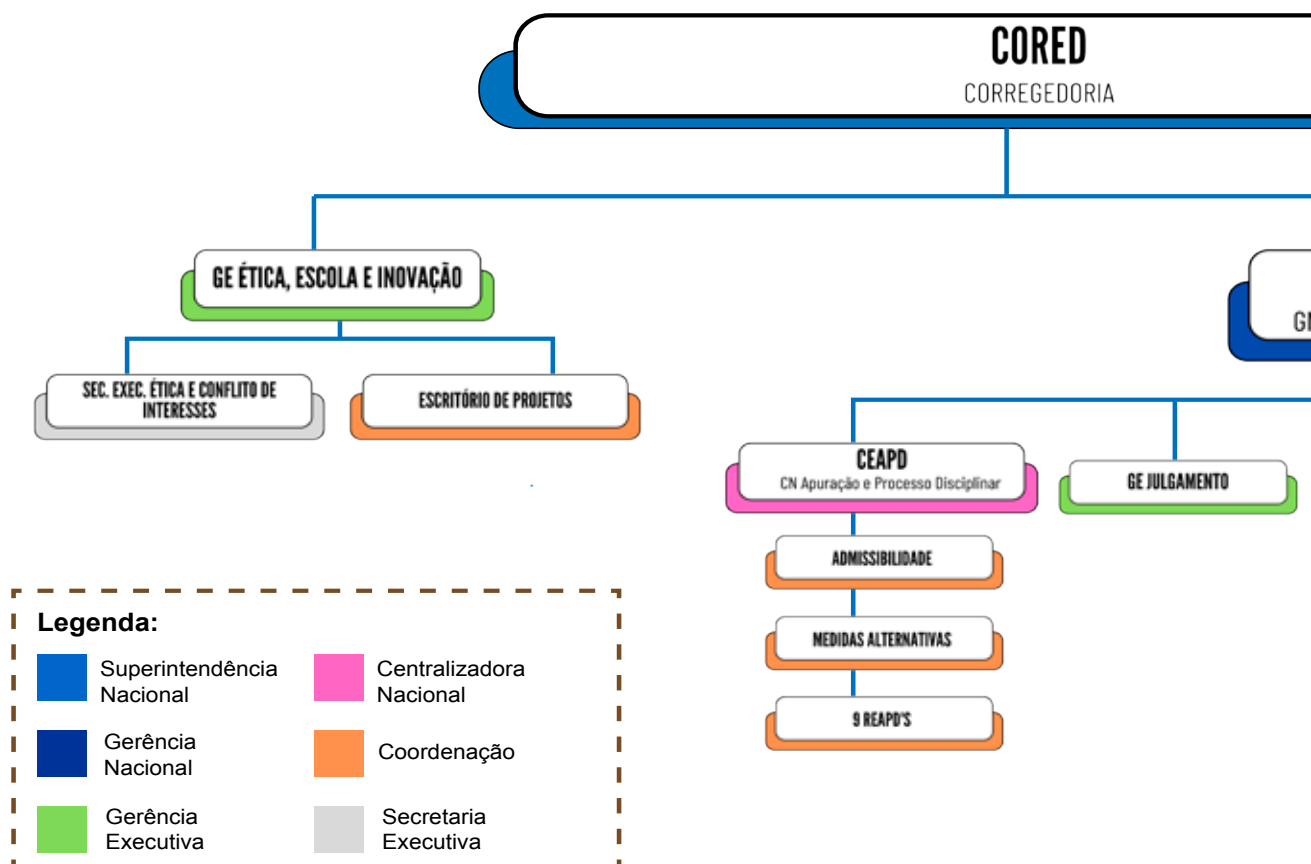 CORED
CORREGEDORIA
GE ÉTICA, ESCOLA E INOVAÇÃO
SEC. EXEC. ÉTICA E CONFLITO DE
INTERESSES
ESCRITÓRIO DE PROJETOS
CEAPD
CN Apuração e Processo Disciplinar
GE JULGAMENTO
ADMISSIBILIDADE
MEDIDAS ALTERNATIVAS
9 REAPD'S
Legenda:
Superintendência
Nacional
Centralizadora
Nacional
Gerência
Nacional
Coordenação
Gerência
Executiva
Secretaria
Executiva